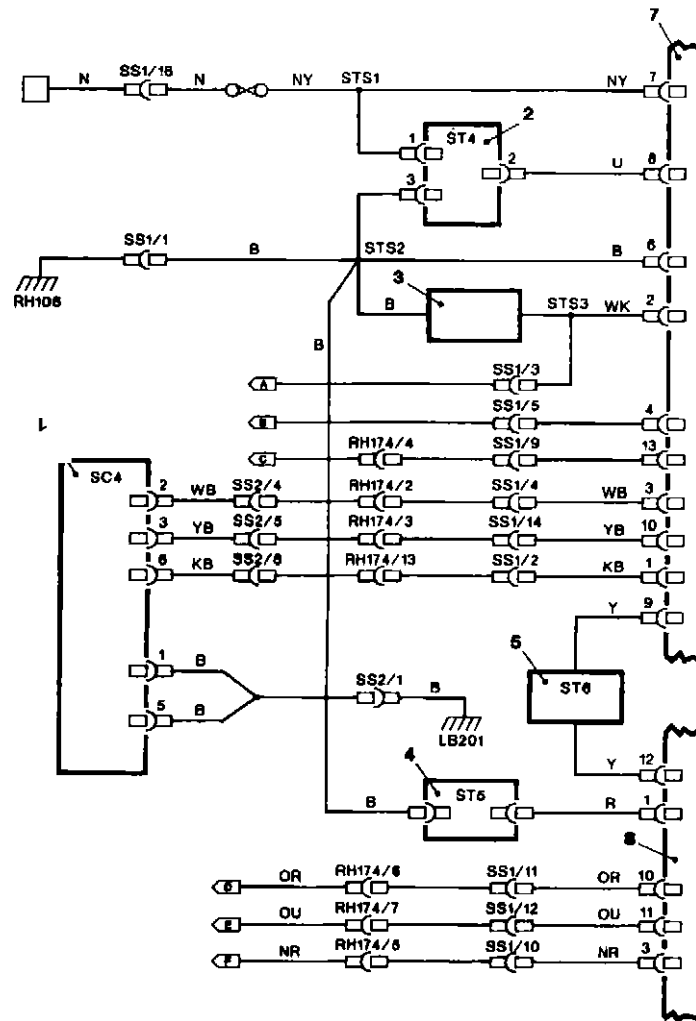 7
N SS1/18 N NY STS1 NY 7
2
1 ST4
2 U 8
3
SS1/1 B STS2 B 6
RH106
3 B STS3 WK 2
B
A SS1/3
B SS1/5 4
1
C RH174/4 SS1/9 13
SC4
2 WB SS2/4 RH174/2 SS1/4 WB 3
3 YB SS2/5 RH174/3 SS1/14 YB 10
6 KB SS2/6 RH174/13 SS1/2 KB 1
Y 9
1 B
5 ST6
SS2/1 B
5 B
LB201
Y 12
4
B ST5 R 1
8
D OR RH174/6 SS1/11 OR 10
E OU RH174/7 SS1/12 OU 11
F NR RH174/5 SS1/10 NR 3